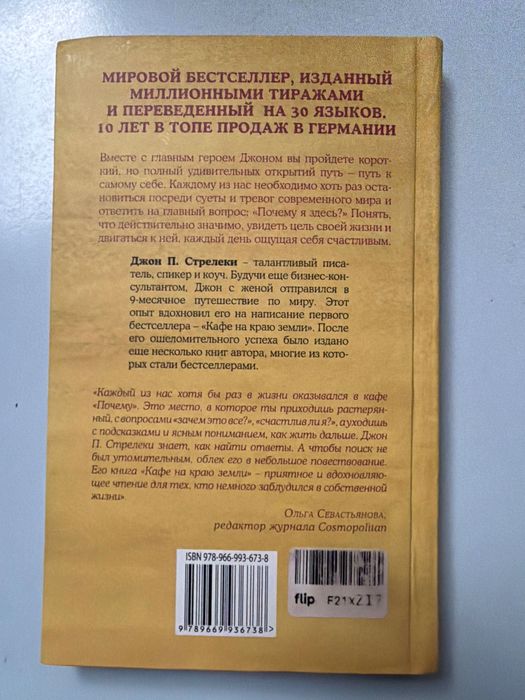 МИРОВОЙ БЕСТСЕЛЛЕР, ИЗДАННЫЙ
МИЛЛИОННЫМИ ТИРАЖАМИ
И ПЕРЕВЕДЕННЫЙ НА 30 ЯЗЫКОВ.
10 ЛЕТ В ТОПЕ ПРОДАЖ В ГЕРМАНИИ
Вместе с главным героем Джоном вы пройдете корот-
кий, но полный удивительных открытий путь – путь к
самому себе. Каждому из нас необходимо хоть раз оста-
новиться посреди суеты и тревог современного мира и
ответить на главный вопрос: «Почему я здесь?» Понять,
что действительно значимо, увидеть цель своей жизни и
двигаться к ней, каждый день ощущая себя счастливым.
Джон П. Стрелеки – талантливый писа-
тель, спикер и коуч. Будучи еще бизнес-кон-
сультантом, Джон с женой отправился в
9-месячное путешествие по миру. Этот
опыт вдохновил его на написание первого
бестселлера – «Кафе на краю земли». После
его ошеломительного успеха было издано
еще несколько книг автора, многие из кото-
рых стали бестселлерами.
«Каждый из нас хотя бы раз в жизни оказывался в кафе
«Почему». Это место, в которое ты приходишь растерян-
ный, с вопросами «зачем это все?», «счастлив ли я?», а уходишь
с подсказками и ясным пониманием, как жить дальше. Джон
П. Стрелеки знает, как найти ответы. А чтобы поиск не
был утомительным, облек его в небольшое повествование.
Его книга «Кафе на краю земли» – приятное и вдохновляю-
щее чтение для тех, кто немного заблудился в собственной
жизни».
Ольга Севастьянова,
редактор журнала Cosmopolitan
ISBN 978-966-993-673-8
9 789669 936738 >
flip F21X217